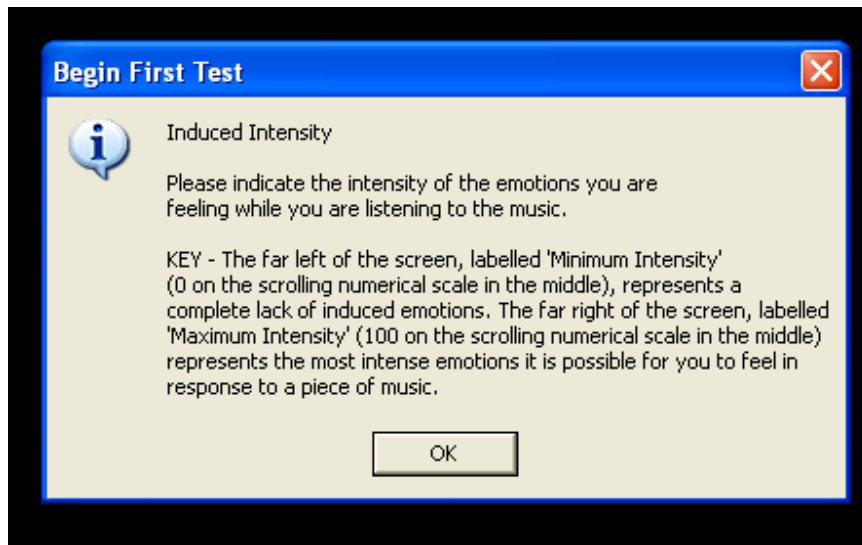 Begin First Test
Induced Intensity
Please indicate the intensity of the emotions you are
feeling while you are listening to the music.
KEY - The far left of the screen, labelled 'Minimum Intensity'
(0 on the scrolling numerical scale in the middle), represents a
complete lack of induced emotions. The far right of the screen, labelled
'Maximum Intensity' (100 on the scrolling numerical scale in the middle)
represents the most intense emotions it is possible for you to feel in
response to a piece of music.
OK